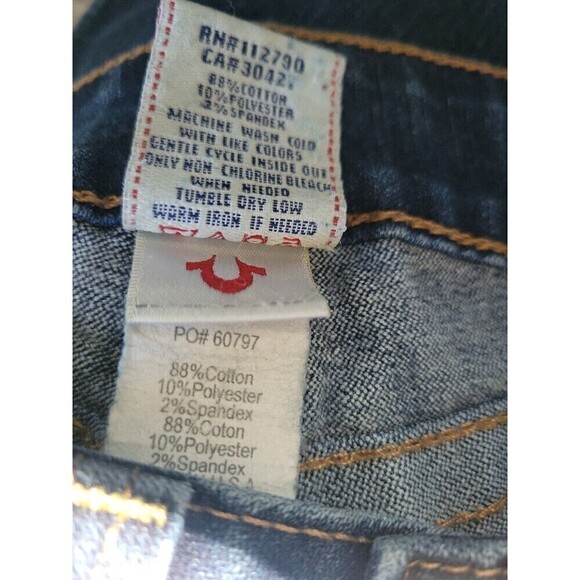 RN#112790
CA#3042
88%COTTON
10%POLYESTER
2%SPANDEX
MACHINE WASH COLD
WITH LIKE COLORS
GENTLE CYCLE INSIDE OUT
ONLY NON-CHLORINE BLEACH
WHEN NEEDED
TUMBLE DRY LOW
WARM IRON IF NEEDED
PO# 60797
88%Cotton
10%Polyester
2%Spandex
88%Coton
10%Polyester
2%Spandex
U.S.A